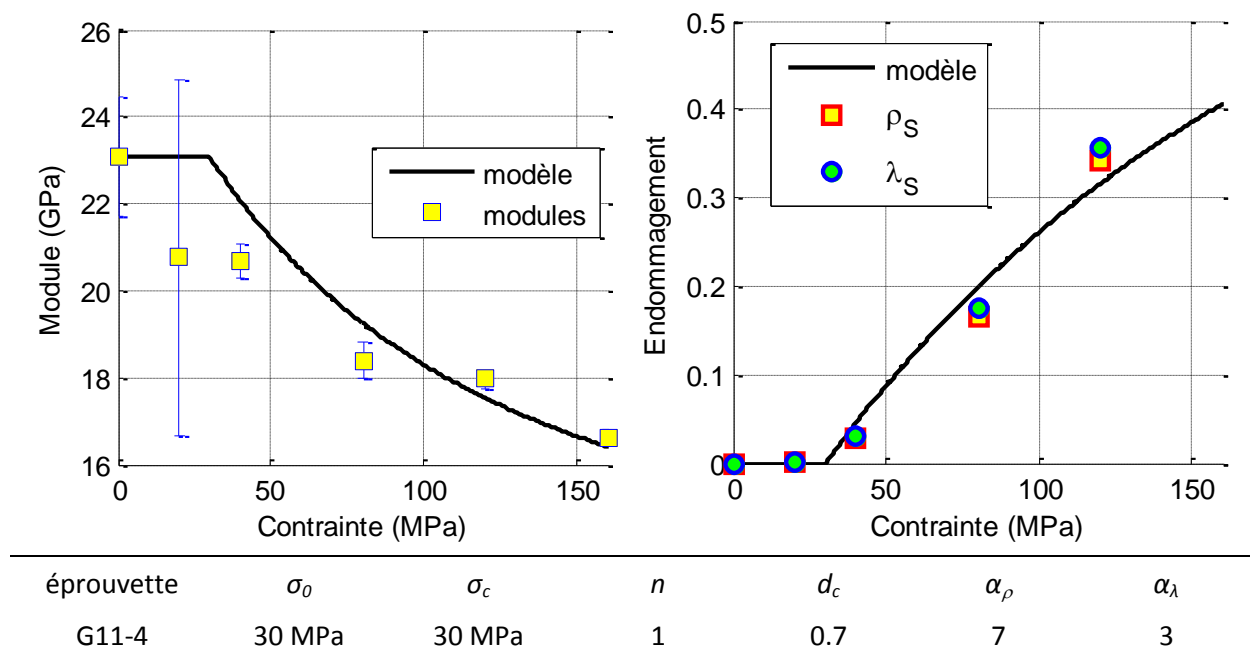 26
24
22
20
18
16
Module (GPa)
0
50
100
150
Contrainte (MPa)
modèle
modules
0.5
0.4
0.3
0.2
0.1
0
Endommagement
0
50
100
150
Contrainte (MPa)
modèle
ρS
λS
éprouvette σ0 σc n dc αρ αλ
G11-4 30 MPa 30 MPa 1 0.7 7 3